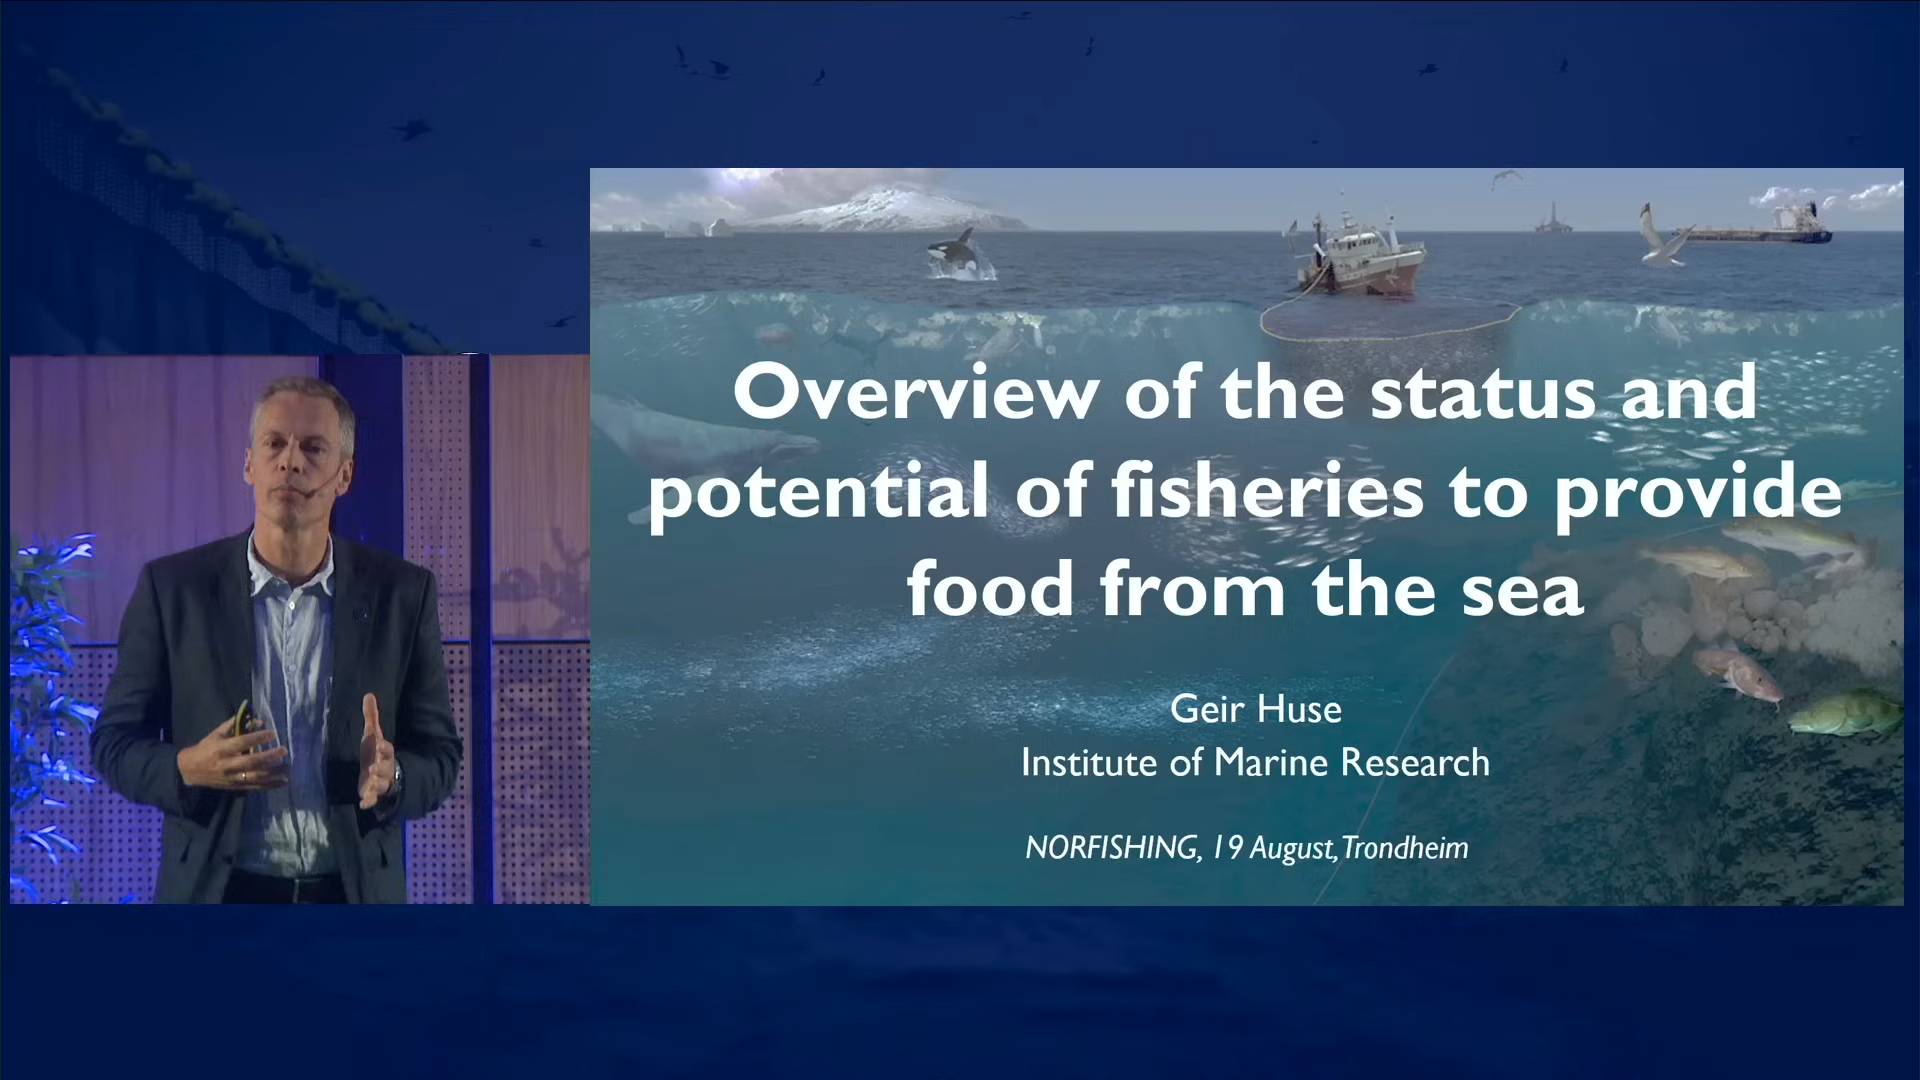 Overview of the status and
potential of fisheries to provide
food from the sea
Geir Huse
Institute of Marine Research
NORFISHING, 19 August, Trondheim